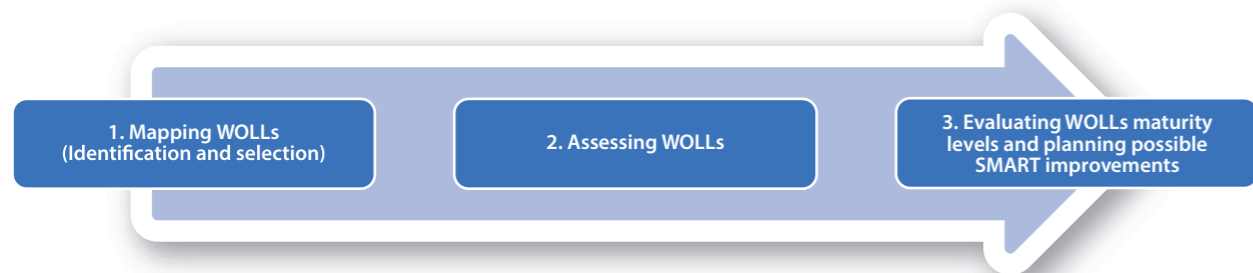 1. Mapping WOLLs
(Identification and selection)
2. Assessing WOLLs
3. Evaluating WOLLs maturity
levels and planning possible
SMART improvements